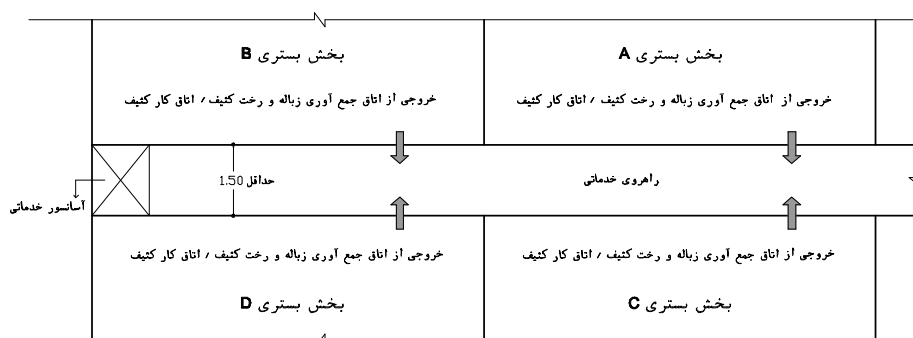 بخش بستری A
بخش بستری B
خروجی از اتاق جمع آوری زباله و رخت کثیف / اتاق کار کثیف
خروجی از اتاق جمع آوری زباله و رخت کثیف / اتاق کار کثیف
راهروی خدماتی
حداقل 1.50
آسانسور خدماتی
خروجی از اتاق جمع آوری زباله و رخت کثیف / اتاق کار کثیف
خروجی از اتاق جمع آوری زباله و رخت کثیف / اتاق کار کثیف
بخش بستری C
بخش بستری D